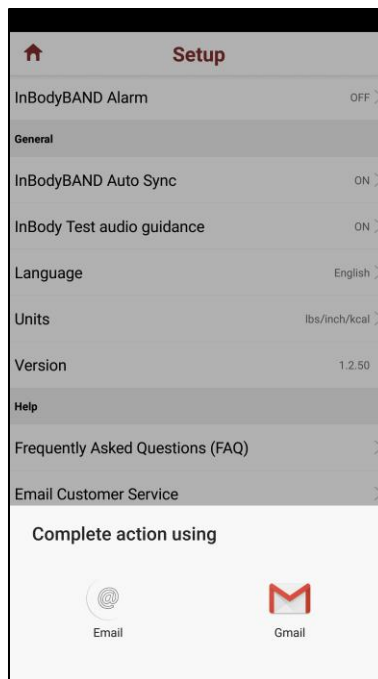 Setup
InBodyBAND Alarm OFF
General
InBodyBAND Auto Sync ON
InBody Test audio guidance ON
Language English
Units lbs/inch/kcal
Version 1.2.50
Help
Frequently Asked Questions (FAQ)
Email Customer Service
Complete action using
@
Email Gmail